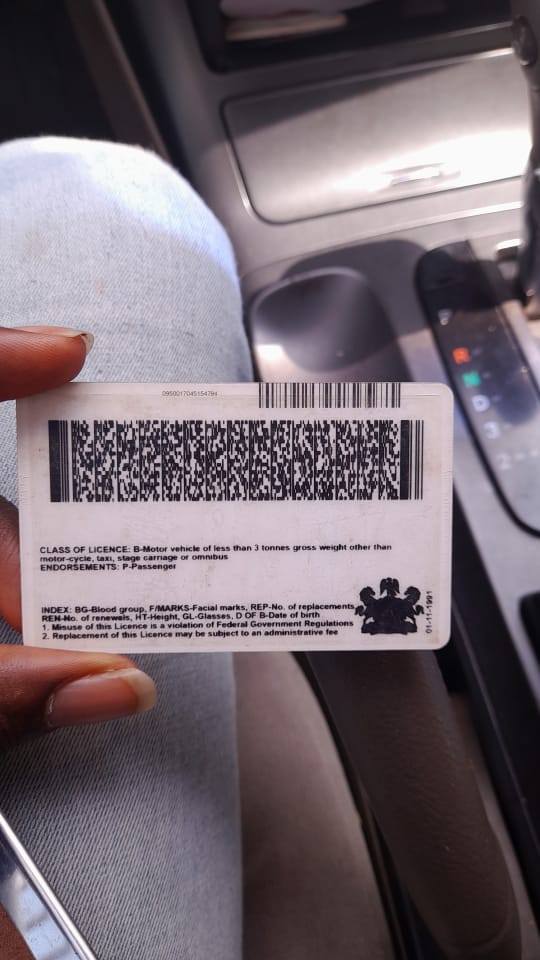 0950017045154794
CLASS OF LICENCE: B-Motor vehicle of less than 3 tonnes gross weight other than
motor-cycle, taxi, stage carriage or omnibus
ENDORSEMENTS: P-Passenger
INDEX: BG-Blood group, F/MARKS-Facial marks, REP-No. of replacements,
REN-No. of renewals, HT-Height, GL-Glasses, D OF B-Date of birth
1. Misuse of this Licence is a violation of Federal Government Regulations
2. Replacement of this Licence may be subject to an administrative fee
01-11-1991
R
D